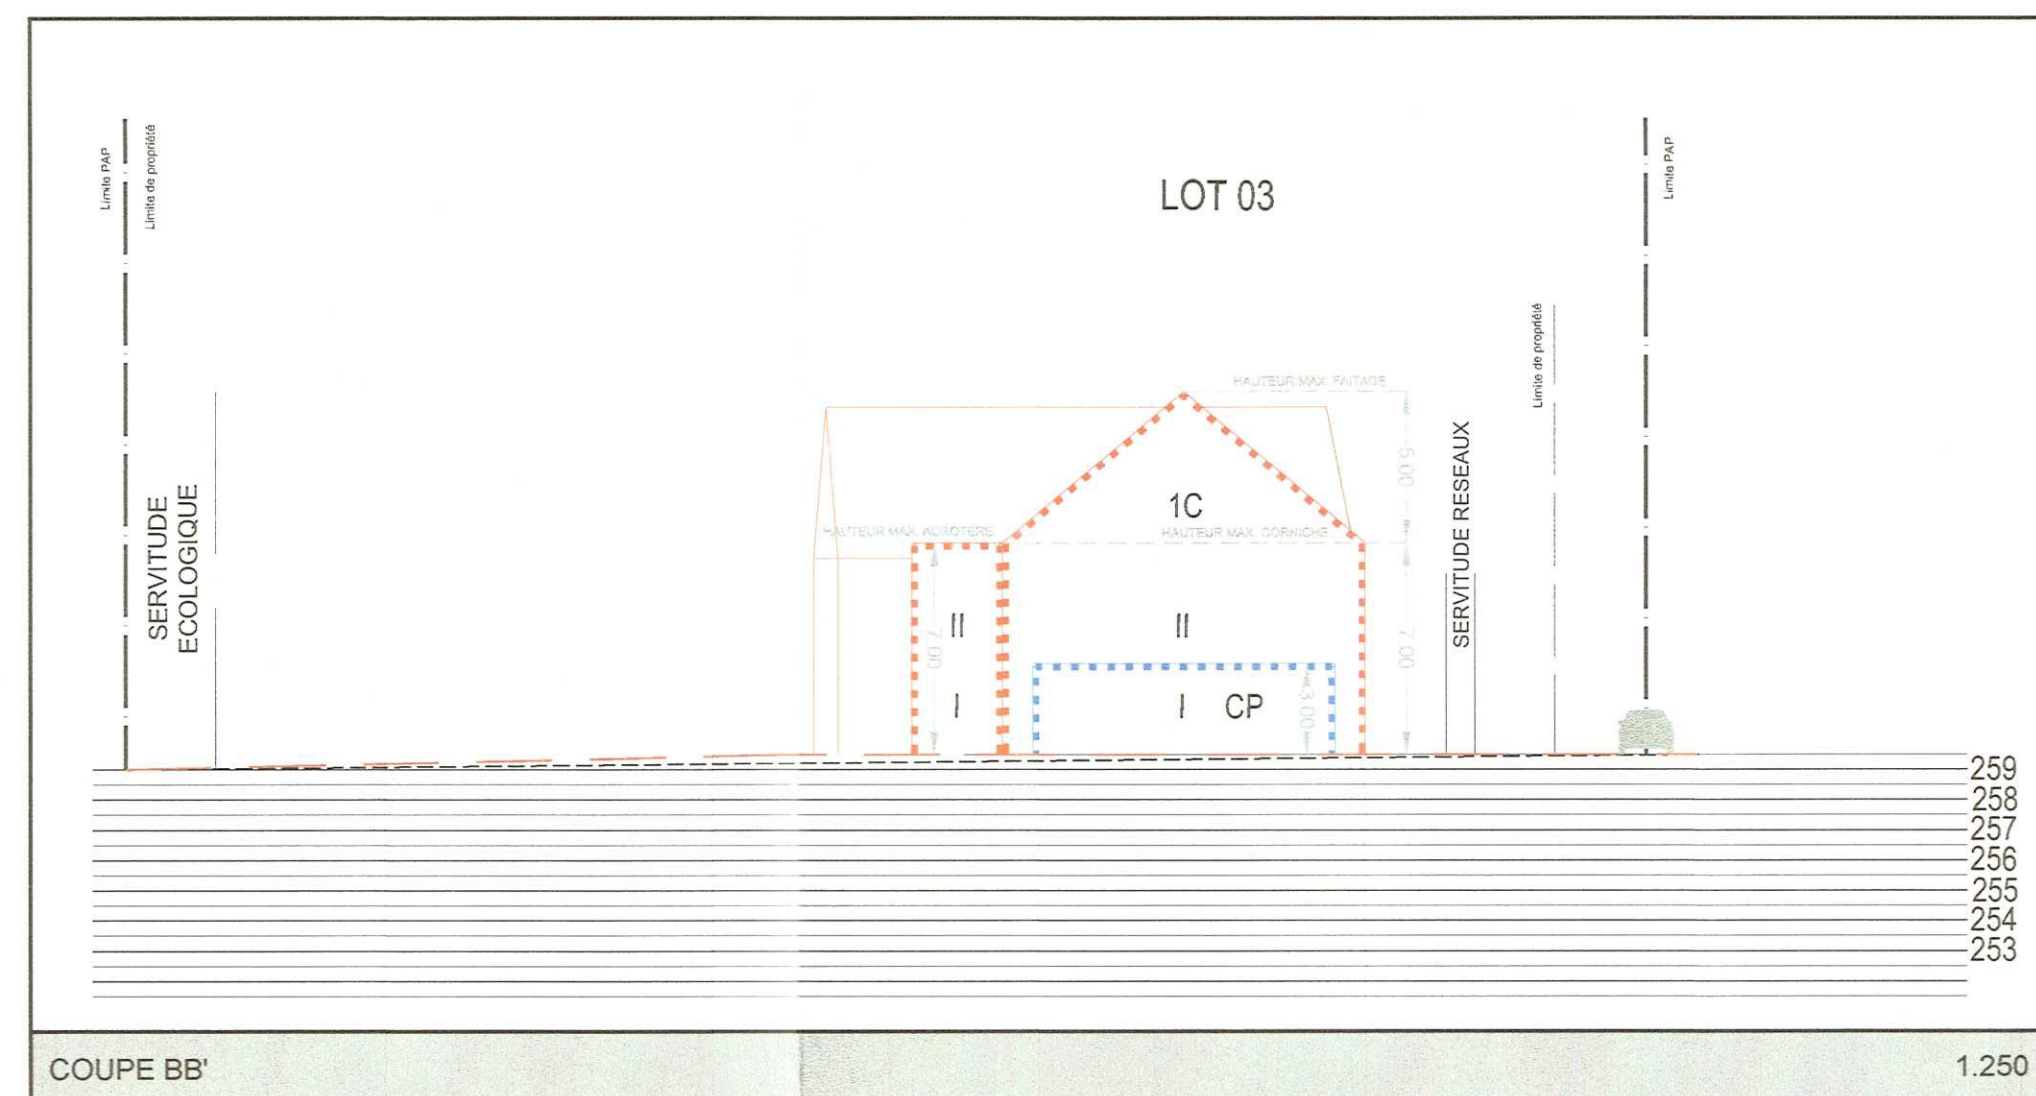 Limite PAP
Limite de propriété
LOT 03
Limite PAP
Limite de propriété
HAUTEUR MAX. FAITAGE
5.00
SERVITUDE
ECOLOGIQUE
1C
SERVITUDE RESEAUX
HAUTEUR MAX. ACROTERE
HAUTEUR MAX. CORNICHE
II
7.00
II
7.00
I
I CP
3.00
259
258
257
256
255
254
253
COUPE BB'
1.250